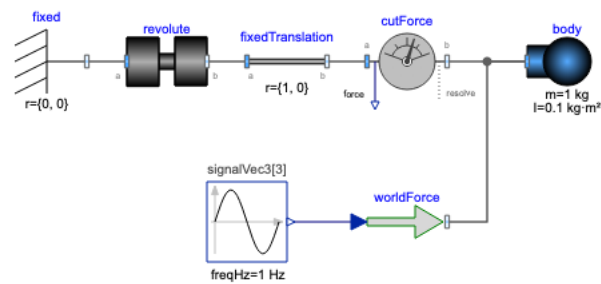 fixed
revolute
fixedTranslation
cutForce
body
a
b
a
b
a
b
r={0, 0}
r={1, 0}
force
resolve
m=1 kg
I=0.1 kg·m²
signalVec3[3]
worldForce
freqHz=1 Hz